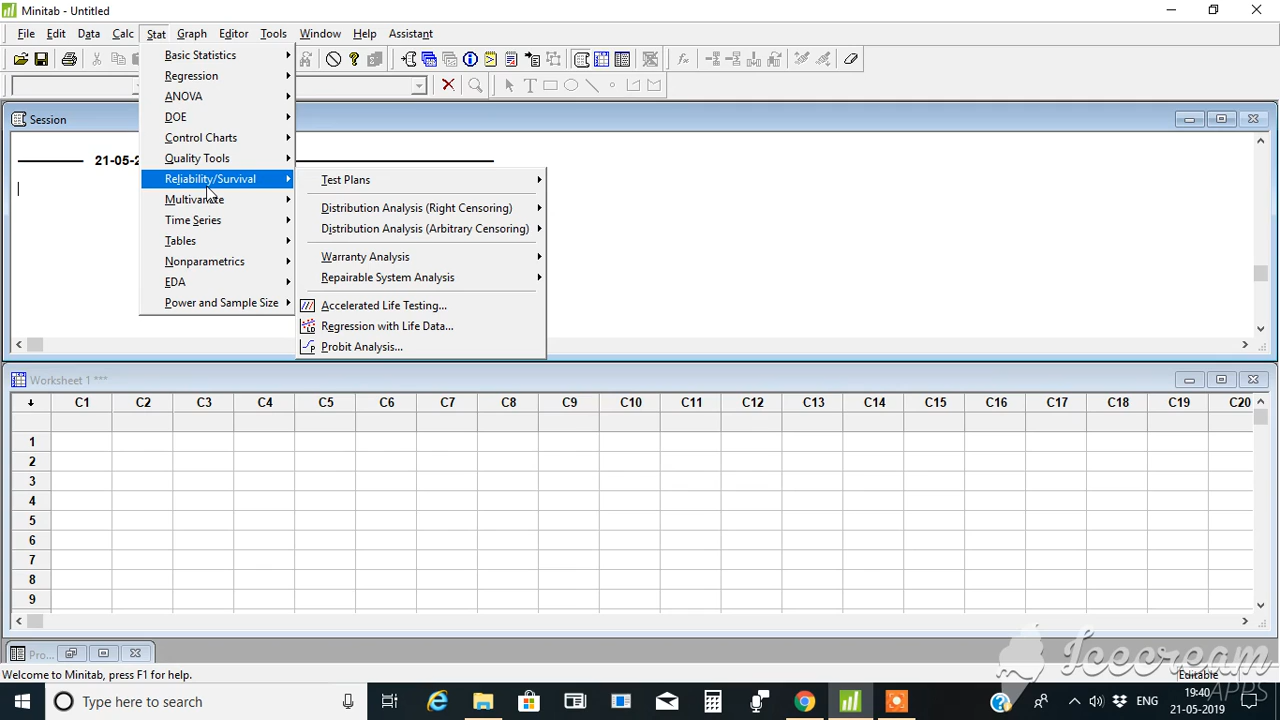 Minitab - Untitled
File Edit Data Calc Stat Graph Editor Tools Window Help Assistant
Basic Statistics
Regression
ANOVA
DOE
Control Charts
Quality Tools
Reliability/Survival
Multivariate
Time Series
Tables
Nonparametrics
EDA
Power and Sample Size
Session
21-05-2
Test Plans
Distribution Analysis (Right Censoring)
Distribution Analysis (Arbitrary Censoring)
Warranty Analysis
Repairable System Analysis
Accelerated Life Testing...
Regression with Life Data...
Probit Analysis...
Worksheet 1 ***
C1 C2 C3 C4 C5 C6 C7 C8 C9 C10 C11 C12 C13 C14 C15 C16 C17 C18 C19 C20
1
2
3
4
5
6
7
8
9
Pro...
Welcome to Minitab, press F1 for help.
Editable
Icecream
APPS
Type here to search
ENG
19:40
21-05-2019